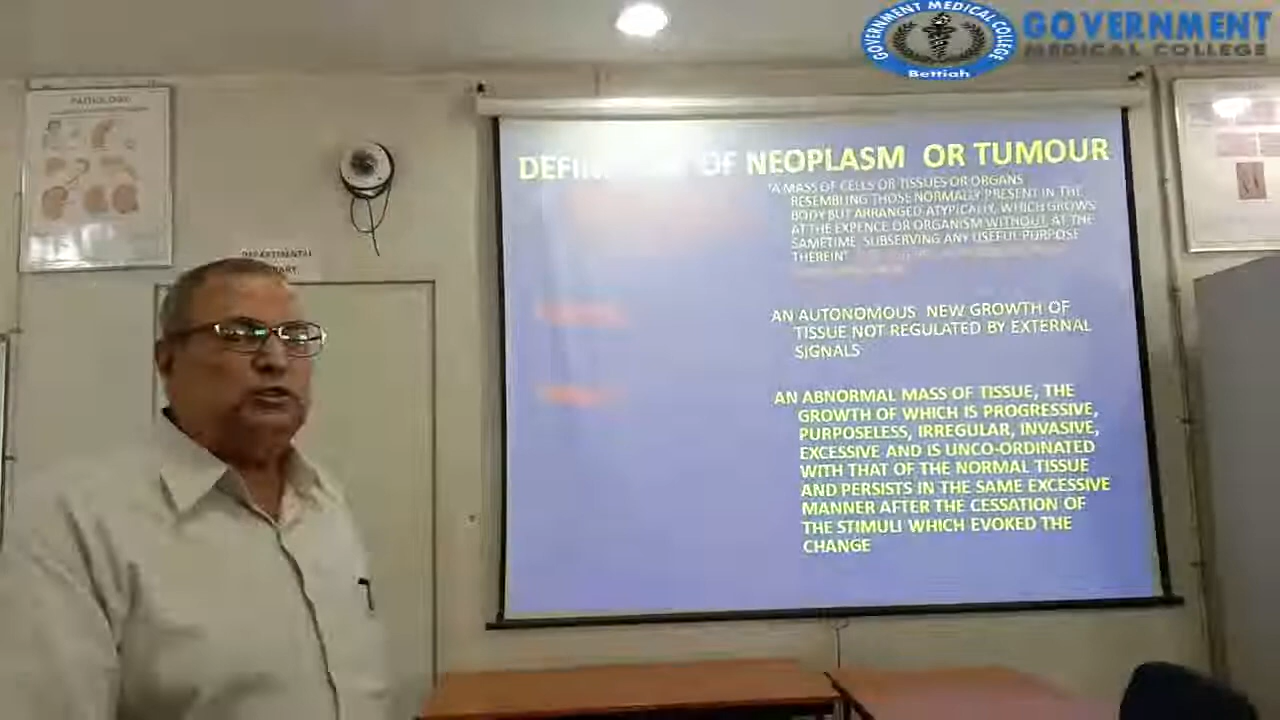 GOVERNMENT MEDICAL COLLEGE
Bettiah
GOVERNMENT
MEDICAL COLLEGE
PATHOLOGY
DEPARTMENTAL
OF NEOPLASM OR TUMOUR
"A MASS OF CELLS OR TISSUES OR ORGANS
RESEMBLING THOSE NORMALLY PRESENT IN THE
BODY BUT ARRANGED ATYPICALLY, WHICH GROWS
AT THE EXPENCE OR ORGANISM WITHOUT, AT THE
SAMETIME, SUBSERVING ANY USEFUL PURPOSE
THEREIN"
AN AUTONOMOUS NEW GROWTH OF
TISSUE NOT REGULATED BY EXTERNAL
SIGNALS
AN ABNORMAL MASS OF TISSUE, THE
GROWTH OF WHICH IS PROGRESSIVE,
PURPOSELESS, IRREGULAR, INVASIVE,
EXCESSIVE AND IS UNCO-ORDINATED
WITH THAT OF THE NORMAL TISSUE
AND PERSISTS IN THE SAME EXCESSIVE
MANNER AFTER THE CESSATION OF
THE STIMULI WHICH EVOKED THE
CHANGE